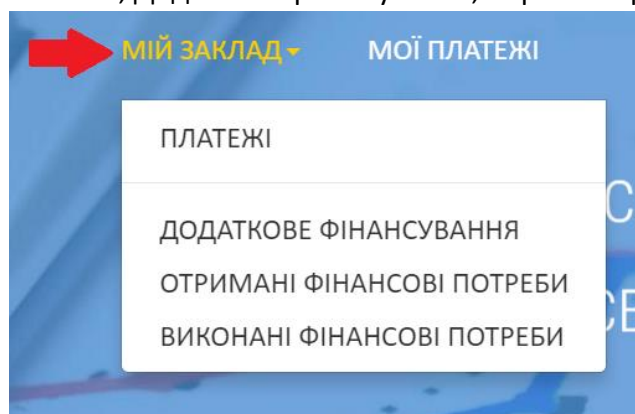 МІЙ ЗАКЛАД МОЇ ПЛАТЕЖІ
ПЛАТЕЖІ
ДОДАТКОВЕ ФІНАНСУВАННЯ
ОТРИМАНІ ФІНАНСОВІ ПОТРЕБИ
ВИКОНАНІ ФІНАНСОВІ ПОТРЕБИ